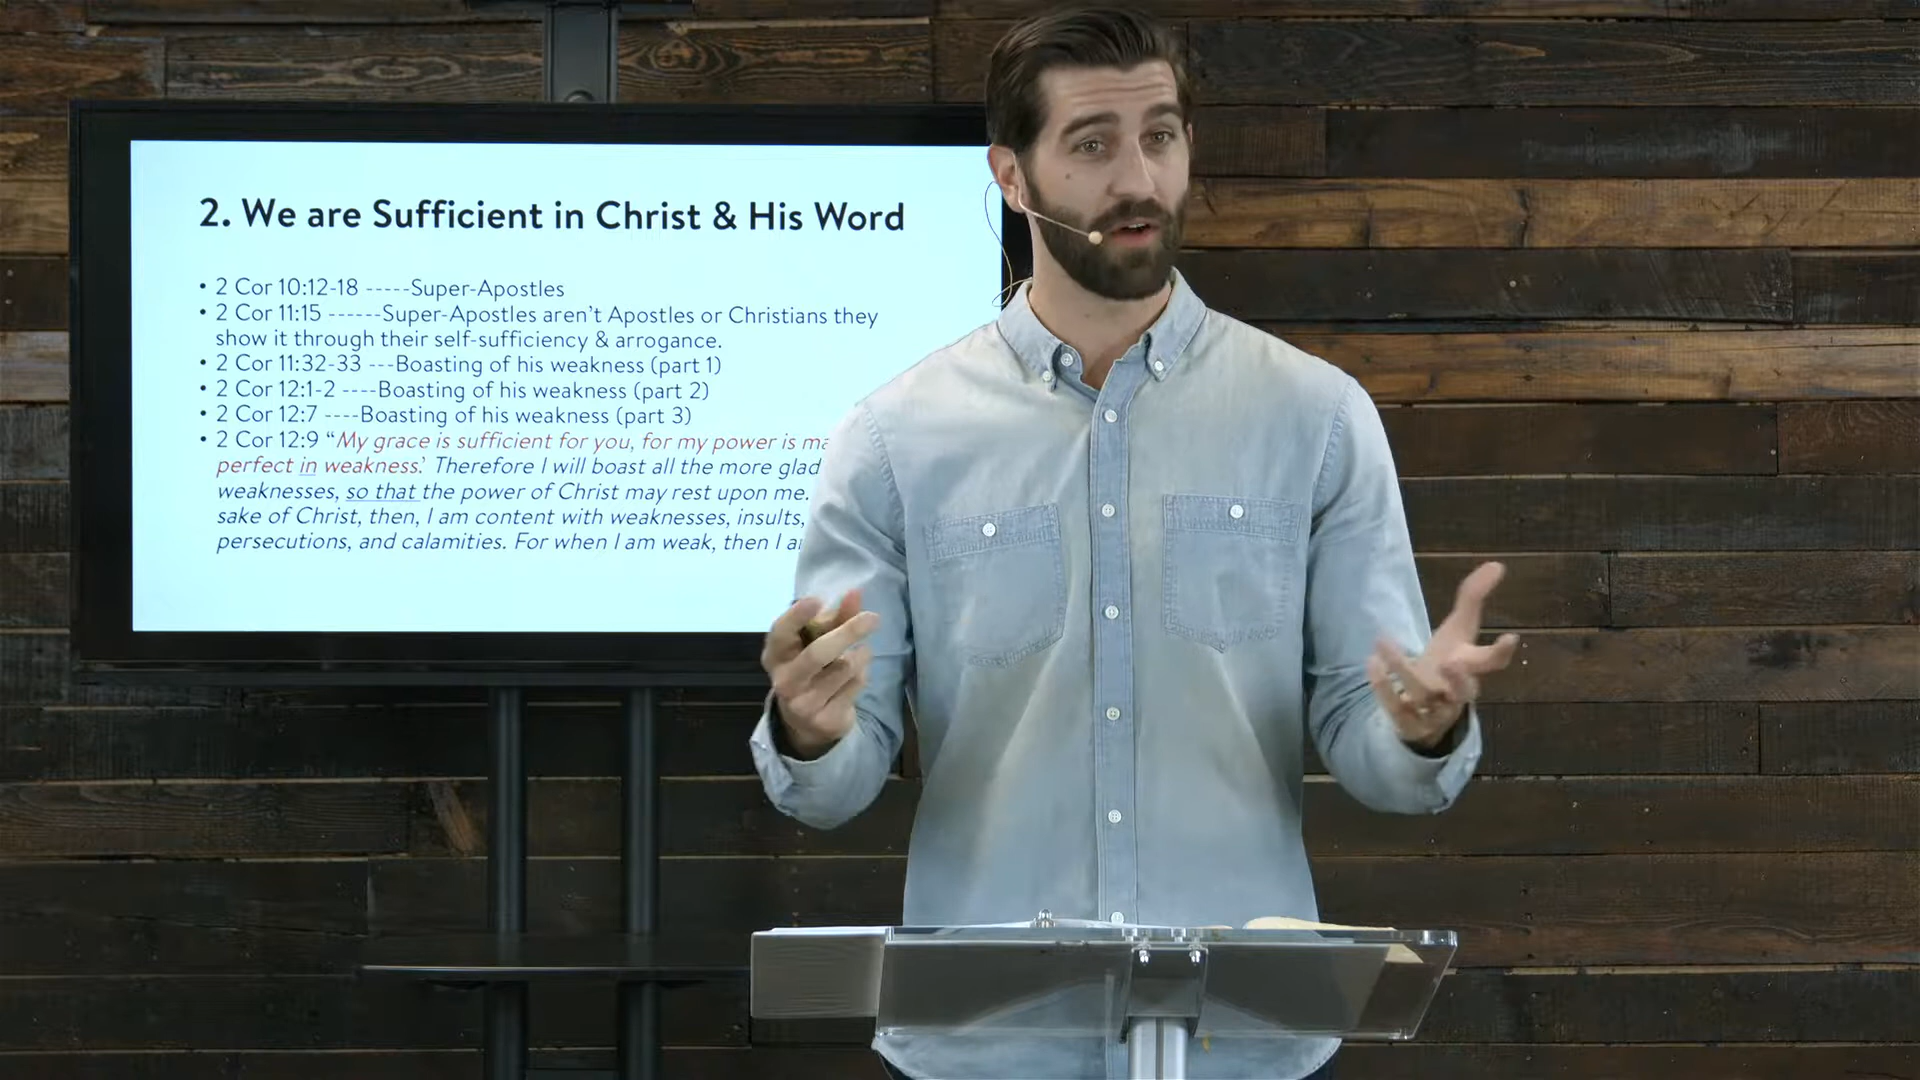 2. We are Sufficient in Christ & His Word
• 2 Cor 10:12-18 -----Super-Apostles
• 2 Cor 11:15 ------Super-Apostles aren't Apostles or Christians they
show it through their self-sufficiency & arrogance.
• 2 Cor 11:32-33 ---Boasting of his weakness (part 1)
• 2 Cor 12:1-2 ----Boasting of his weakness (part 2)
• 2 Cor 12:7 ----Boasting of his weakness (part 3)
• 2 Cor 12:9 “My grace is sufficient for you, for my power is
perfect in weakness.’ Therefore I will boast all the more
weaknesses, so that the power of Christ may rest upon me.
sake of Christ, then, I am content with weaknesses, insults,
persecutions, and calamities. For when I am weak, then I